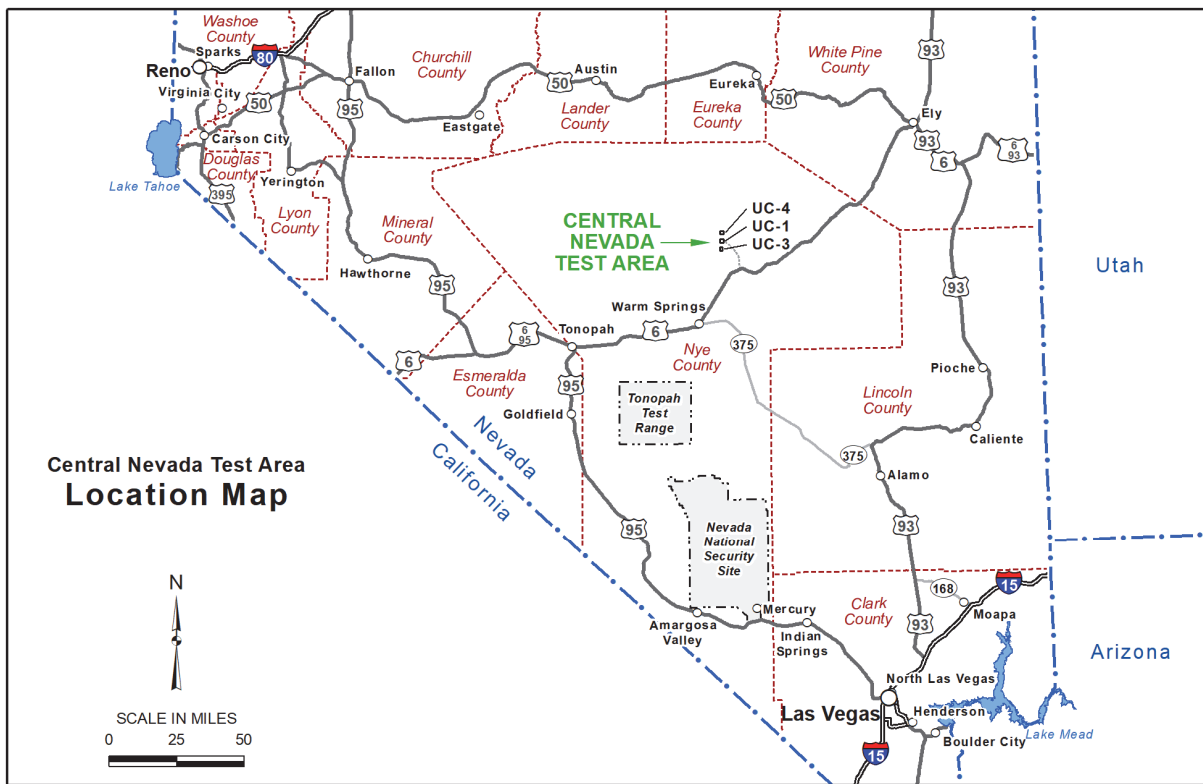 Washoe
County
Sparks
Reno
80
Virginia
City
50
Fallon
95
Churchill
County
Eastgate
50
Austin
Lander
County
Eureka
Eureka
County
50
White Pine
County
93
Ely
93
6
6
93
Carson City
Douglas
County
Lake Tahoe
395
Yerington
Lyon
County
Mineral
County
Hawthorne
95
CENTRAL
NEVADA
TEST AREA
UC-4
UC-1
UC-3
Utah
93
Warm Springs
6
95
Tonopah
6
6
Esmeralda
County
95
Goldfield
Nye
County
375
Tonopah
Test
Range
Pioche
Lincoln
County
Caliente
375
Alamo
Nevada
California
Central Nevada Test Area
Location Map
95
Nevada
National
Security
Site
93
N
Amargosa
Valley
Mercury
Indian
Springs
Clark
County
168
15
Moapa
93
Arizona
North Las Vegas
Las Vegas
Henderson
Boulder City
Lake Mead
15
SCALE IN MILES
0 25 50